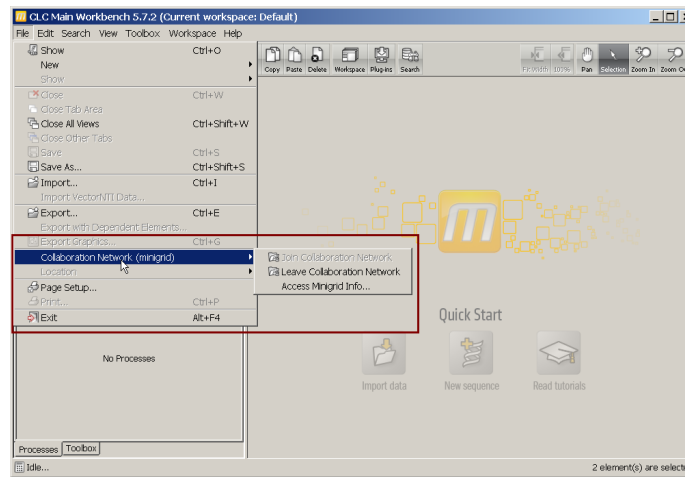 CLC Main Workbench 5.7.2 (Current workspace: Default)
File Edit Search View Toolbox Workspace Help
Show Ctrl+O
New
Show
Close Ctrl+W
Close Tab Area
Close All Views Ctrl+Shift+W
Close Other Tabs
Save Ctrl+S
Save As... Ctrl+Shift+S
Import... Ctrl+I
Import VectorNTI Data...
Export... Ctrl+E
Export with Dependent Elements...
Export Graphics... Ctrl+G
Collaboration Network (minigrid)
Location
Page Setup...
Print... Ctrl+P
Exit Alt+F4
Copy Paste Delete Workspace Plug-ins Search
Fit Width 100% Pan Selection Zoom In Zoom Ou
Join Collaboration Network
Leave Collaboration Network
Access Minigrid Info...
Quick Start
Import data New sequence Read tutorials
No Processes
Processes Toolbox
Idle... 2 element(s) are select